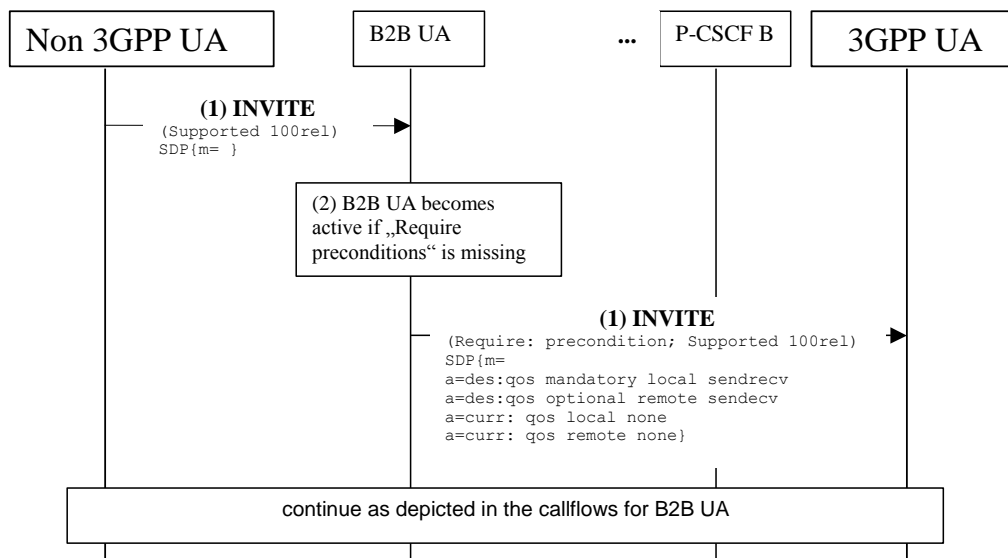 Non 3GPP UA
B2B UA
...
P-CSCF B
3GPP UA
(1) INVITE
(Supported 100rel)
SDP{m= }
(2) B2B UA becomes
active if „Require
preconditions“ is missing
(1) INVITE
(Require: precondition; Supported 100rel)
SDP{m=
a=des:qos mandatory local sendrecv
a=des:qos optional remote sendecv
a=curr: qos local none
a=curr: qos remote none}
continue as depicted in the callflows for B2B UA